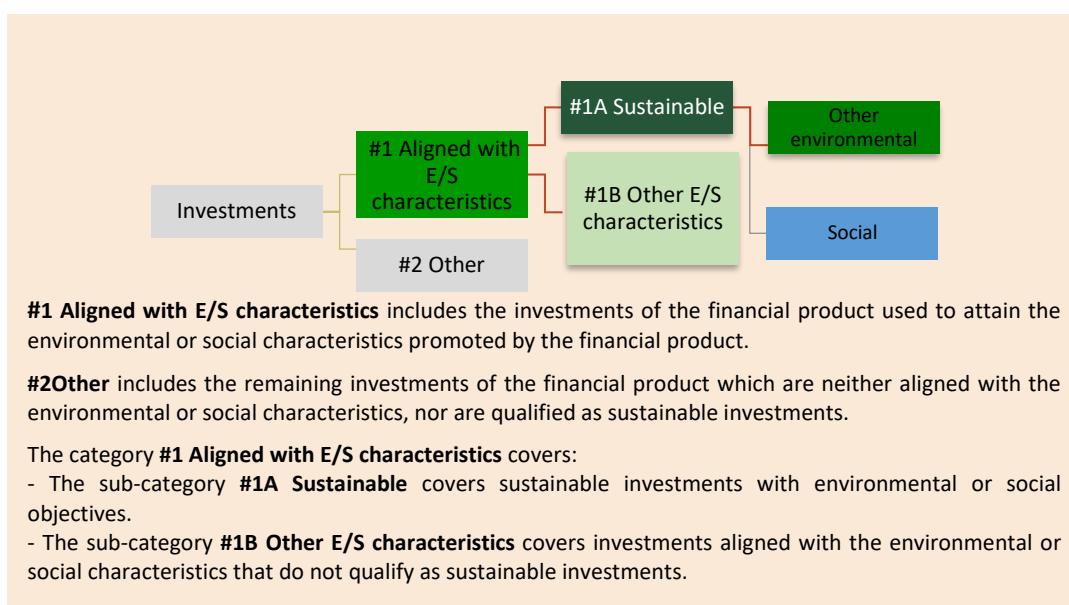 #1A Sustainable
Other
environmental
#1 Aligned with
E/S
characteristics
#1B Other E/S
characteristics
Investments
Social
#2 Other
#1 Aligned with E/S characteristics includes the investments of the financial product used to attain the
environmental or social characteristics promoted by the financial product.
#2Other includes the remaining investments of the financial product which are neither aligned with the
environmental or social characteristics, nor are qualified as sustainable investments.
The category #1 Aligned with E/S characteristics covers:
- The sub-category #1A Sustainable covers sustainable investments with environmental or social
objectives.
- The sub-category #1B Other E/S characteristics covers investments aligned with the environmental or
social characteristics that do not qualify as sustainable investments.